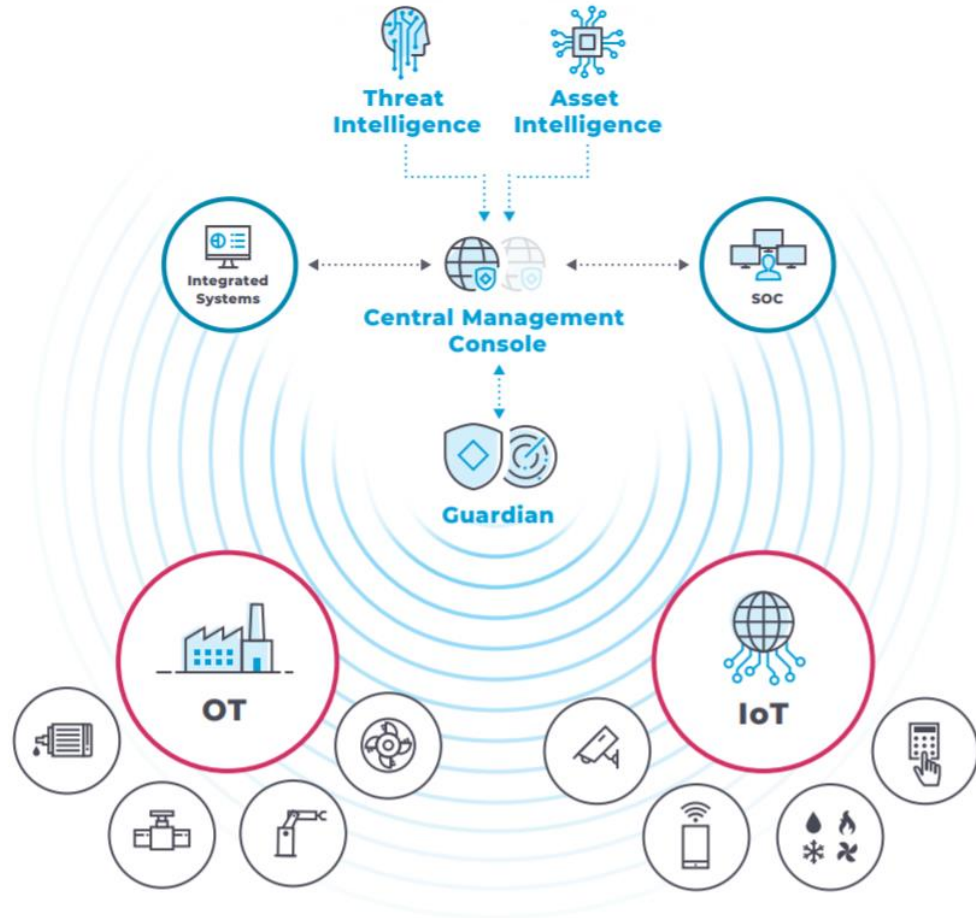 Threat
Intelligence
Asset
Intelligence
Integrated
Systems
SOC
Central Management
Console
Guardian
OT
IoT